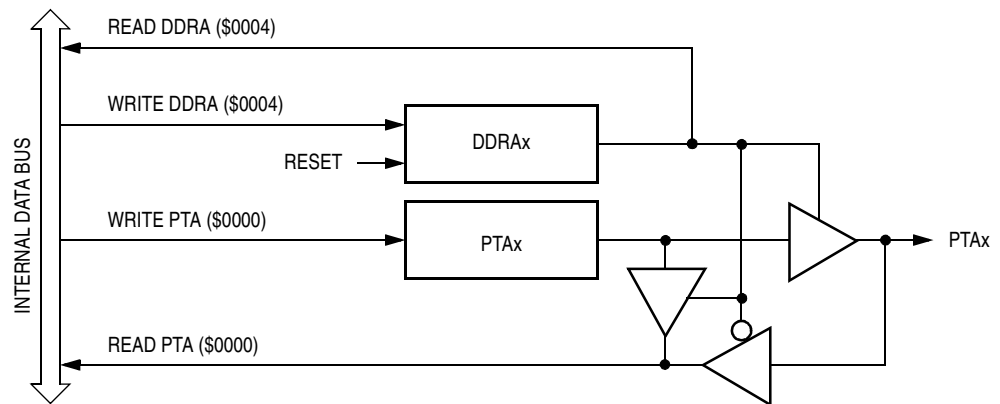 READ DDRA ($0004)
WRITE DDRA ($0004)
DDRAx
RESET
INTERNAL DATA BUS
WRITE PTA ($0000)
PTAx
PTAx
READ PTA ($0000)